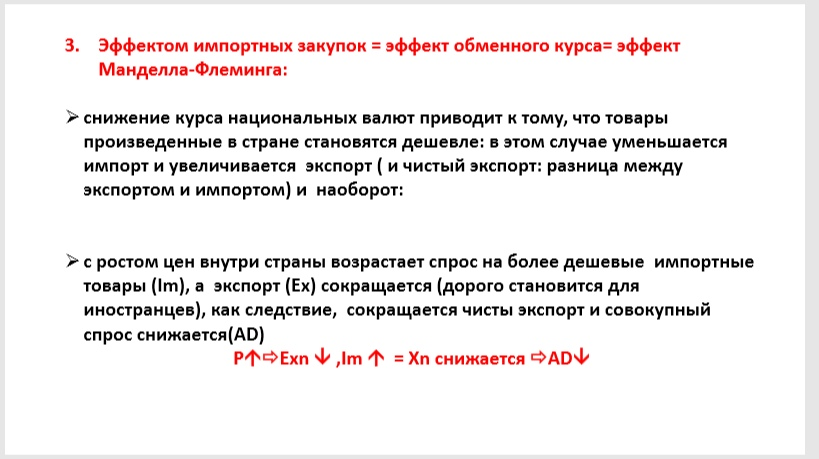 3. Эффектом импортных закупок = эффект обменного курса= эффект
Манделла-Флеминга:
➢ снижение курса национальных валют приводит к тому, что товары
произведенные в стране становятся дешевле: в этом случае уменьшается
импорт и увеличивается экспорт ( и чистый экспорт: разница между
экспортом и импортом) и наоборот:
➢ с ростом цен внутри страны возрастает спрос на более дешевые импортные
товары (Im), а экспорт (Ex) сокращается (дорого становится для
иностранцев), как следствие, сокращается чисты экспорт и совокупный
спрос снижается(AD)
P↑⇨Exn ↓ ,Im ↑ = Xn снижается ⇨AD↓